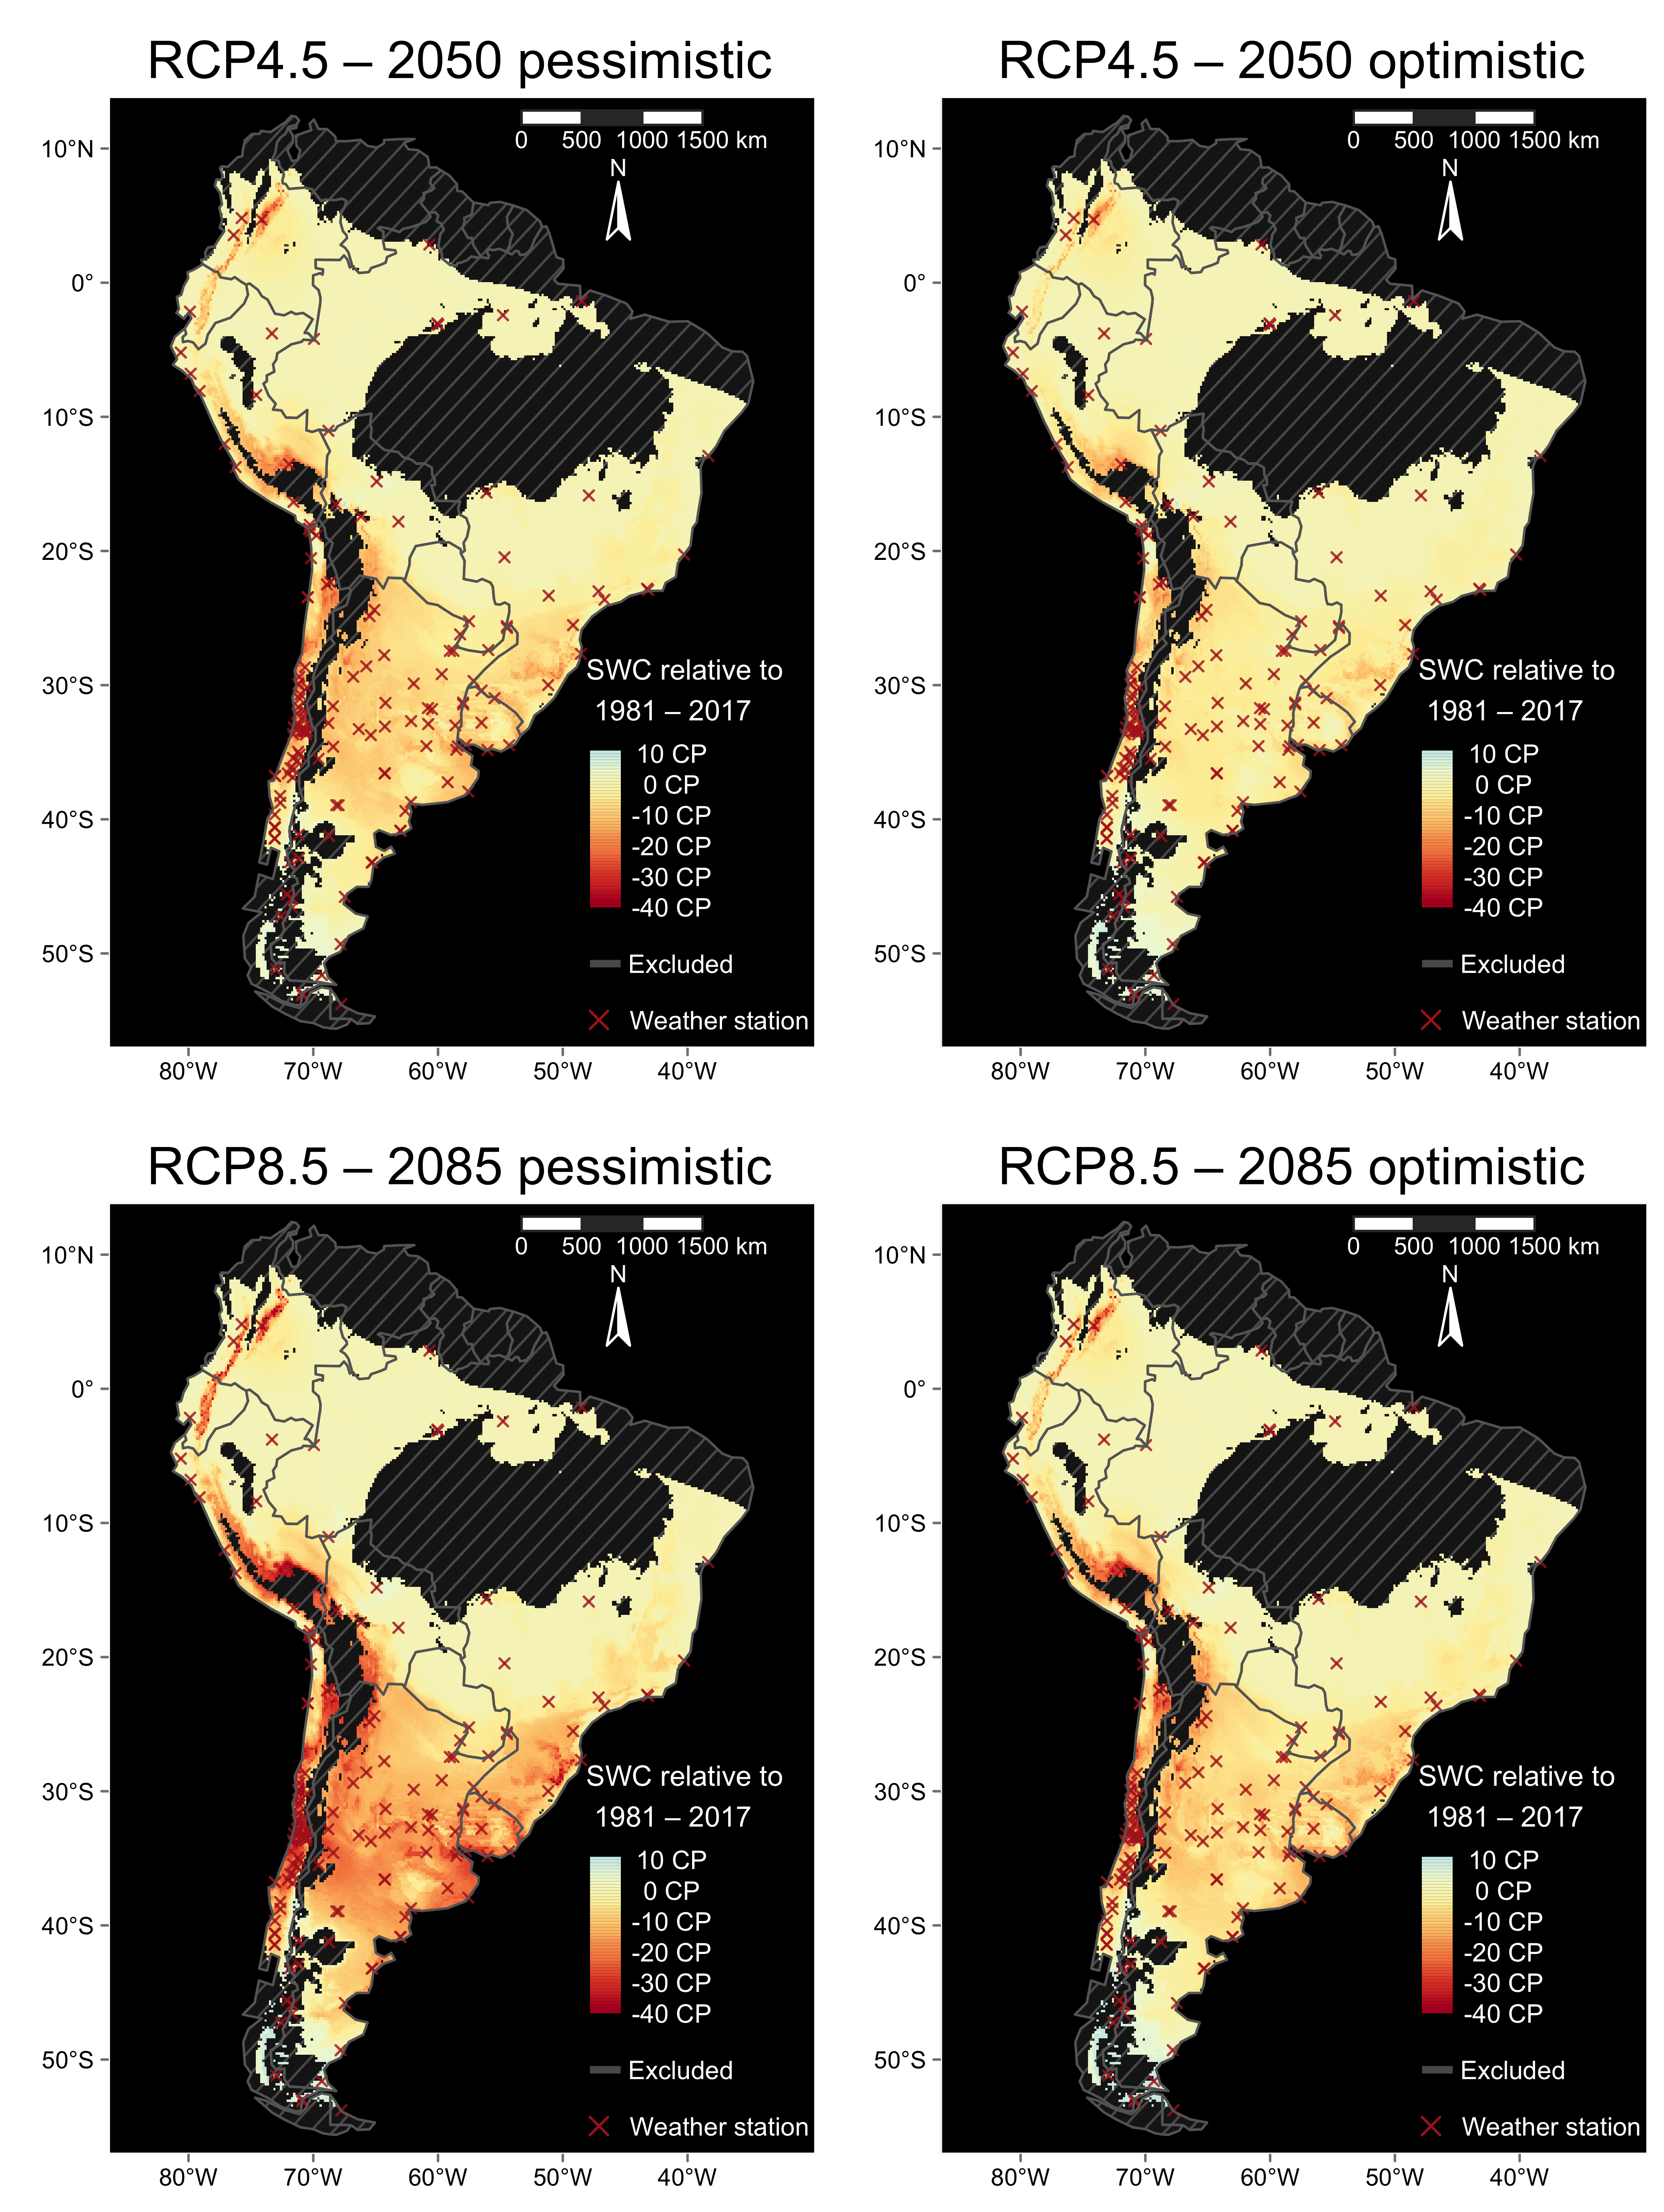 RCP4.5 – 2050 pessimistic
0 500 1000 1500 km
N
10°N
0°
10°S
20°S
30°S
40°S
50°S
SWC relative to
1981 – 2017
10 CP
0 CP
-10 CP
-20 CP
-30 CP
-40 CP
Excluded
Weather station
80°W 70°W 60°W 50°W 40°W
RCP4.5 – 2050 optimistic
0 500 1000 1500 km
N
10°N
0°
10°S
20°S
30°S
40°S
50°S
SWC relative to
1981 – 2017
10 CP
0 CP
-10 CP
-20 CP
-30 CP
-40 CP
Excluded
Weather station
80°W 70°W 60°W 50°W 40°W
RCP8.5 – 2085 pessimistic
0 500 1000 1500 km
N
10°N
0°
10°S
20°S
30°S
40°S
50°S
SWC relative to
1981 – 2017
10 CP
0 CP
-10 CP
-20 CP
-30 CP
-40 CP
Excluded
Weather station
80°W 70°W 60°W 50°W 40°W
RCP8.5 – 2085 optimistic
0 500 1000 1500 km
N
10°N
0°
10°S
20°S
30°S
40°S
50°S
SWC relative to
1981 – 2017
10 CP
0 CP
-10 CP
-20 CP
-30 CP
-40 CP
Excluded
Weather station
80°W 70°W 60°W 50°W 40°W